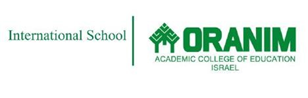 International School
ORANIM
ACADEMIC COLLEGE OF EDUCATION
ISRAEL